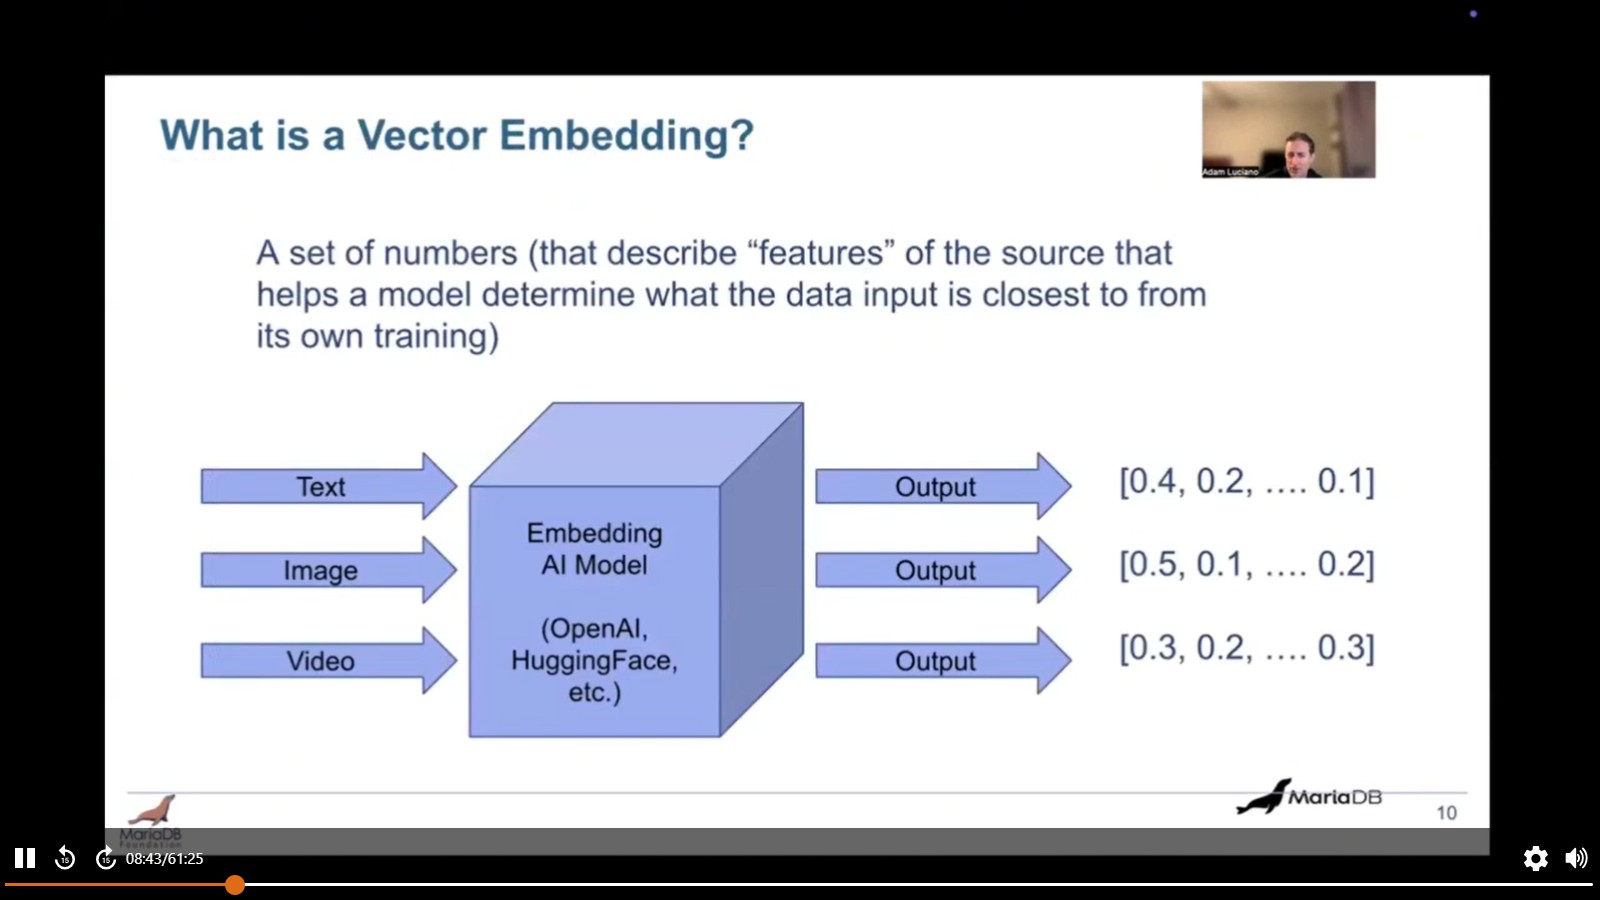 What is a Vector Embedding?
Adam Luciano
A set of numbers (that describe “features” of the source that
helps a model determine what the data input is closest to from
its own training)
Text
Image
Video
Embedding
AI Model
(OpenAI,
HuggingFace,
etc.)
Output
Output
Output
[0.4, 0.2, .... 0.1]
[0.5, 0.1, .... 0.2]
[0.3, 0.2, .... 0.3]
MariaDB
Foundation
MariaDB
10
15
15
08:43/61:25